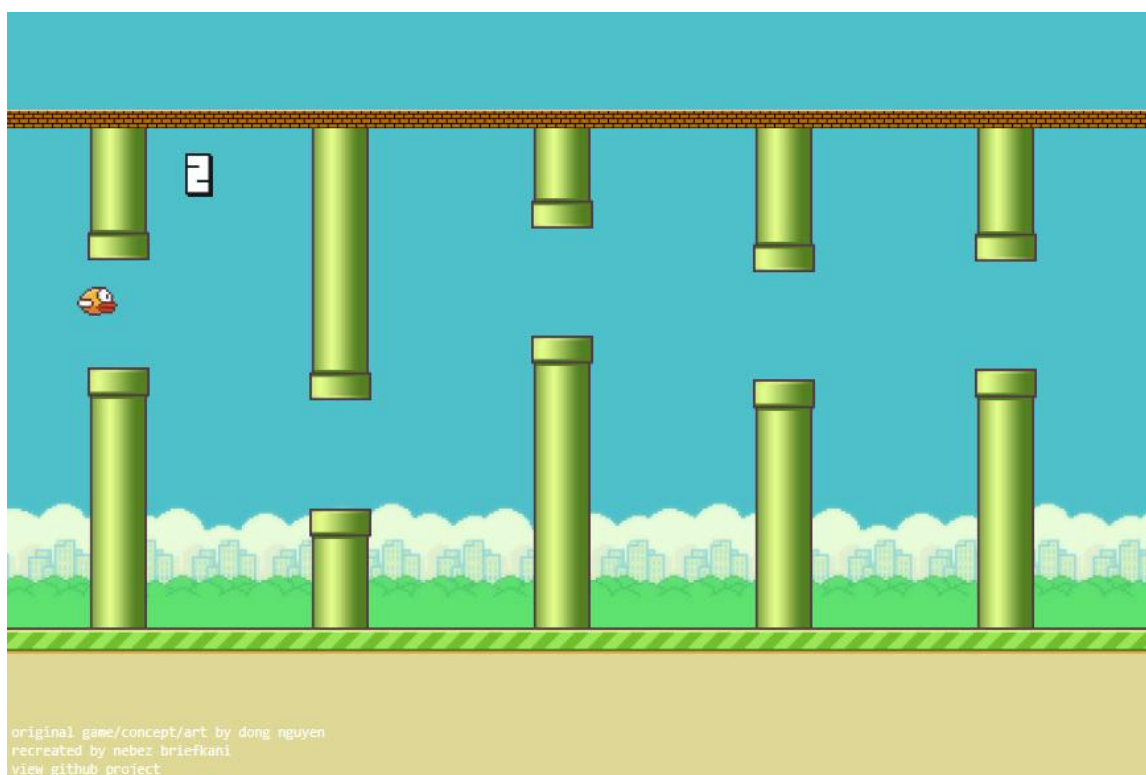 2
original game/concept/art by dong nguyen
recreated by nebez briefkani
view github project